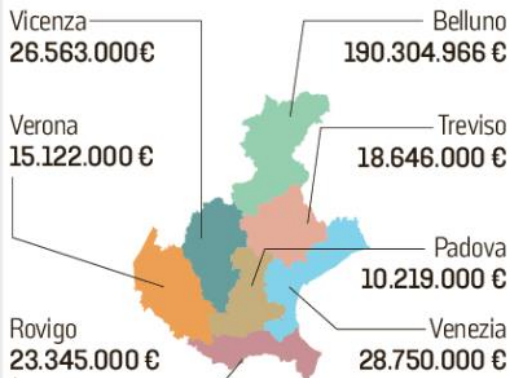 Vicenza
26.563.000€
Belluno
190.304.966 €
Verona
15.122.000 €
Treviso
18.646.000 €
Padova
10.219.000 €
Rovigo
23.345.000 €
Venezia
28.750.000 €